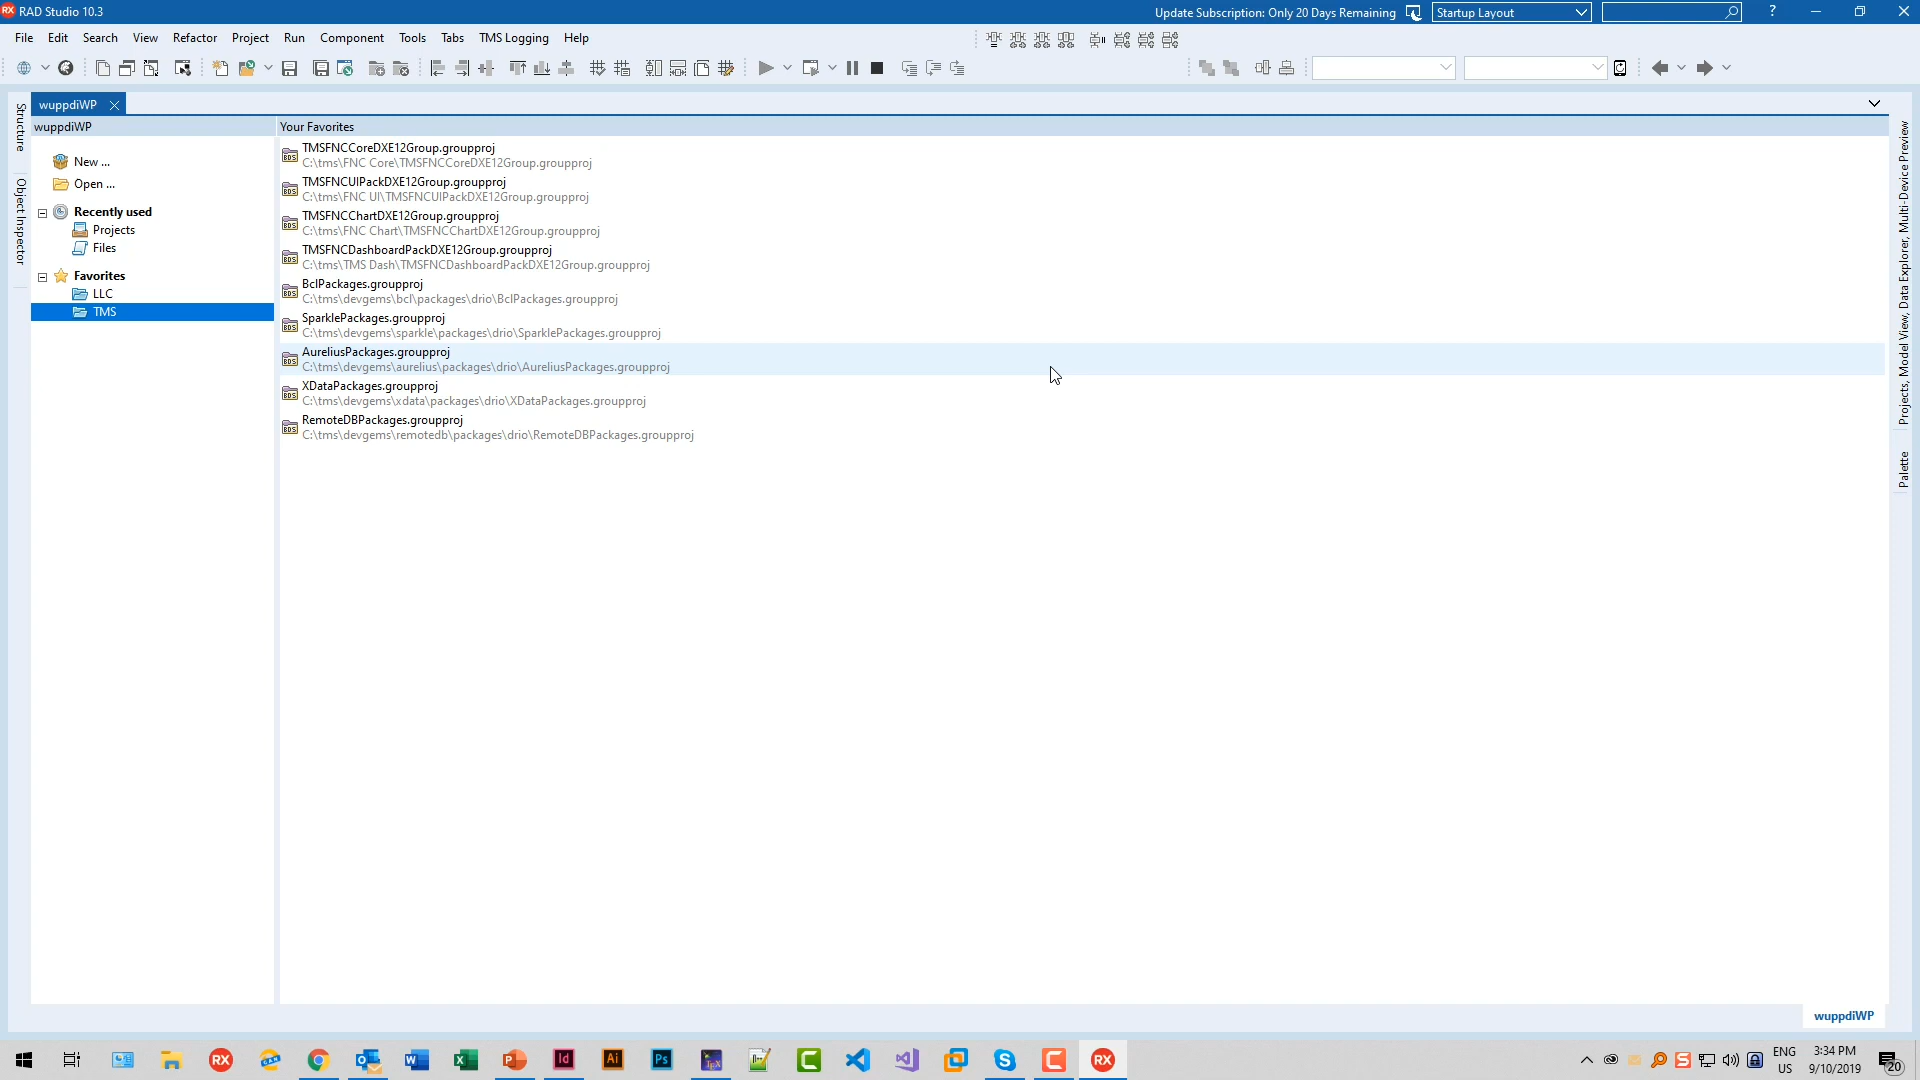 RX RAD Studio 10.3
Update Subscription: Only 20 Days Remaining
Startup Layout
?
File Edit Search View Refactor Project Run Component Tools Tabs TMS Logging Help
wuppdiWP
Structure
Object Inspector
wuppdiWP
New ...
Open ...
Recently used
Projects
Files
Favorites
LLC
TMS
Your Favorites
TMSFNCCoreDXE12Group.groupproj
C:\tms\FNC Core\TMSFNCCoreDXE12Group.groupproj
TMSFNCUIPackDXE12Group.groupproj
C:\tms\FNC UI\TMSFNCUIPackDXE12Group.groupproj
TMSFNCChartDXE12Group.groupproj
C:\tms\FNC Chart\TMSFNCChartDXE12Group.groupproj
TMSFNCDashboardPackDXE12Group.groupproj
C:\tms\TMS Dash\TMSFNCDashboardPackDXE12Group.groupproj
BclPackages.groupproj
C:\tms\devgems\bcl\packages\drio\BclPackages.groupproj
SparklePackages.groupproj
C:\tms\devgems\sparkle\packages\drio\SparklePackages.groupproj
AureliusPackages.groupproj
C:\tms\devgems\aurelius\packages\drio\AureliusPackages.groupproj
XDataPackages.groupproj
C:\tms\devgems\xdata\packages\drio\XDataPackages.groupproj
RemoteDBPackages.groupproj
C:\tms\devgems\remotedb\packages\drio\RemoteDBPackages.groupproj
Projects, Model View, Data Explorer, Multi-Device Preview
Palette
wuppdiWP
ENG
US
3:34 PM
9/10/2019
20